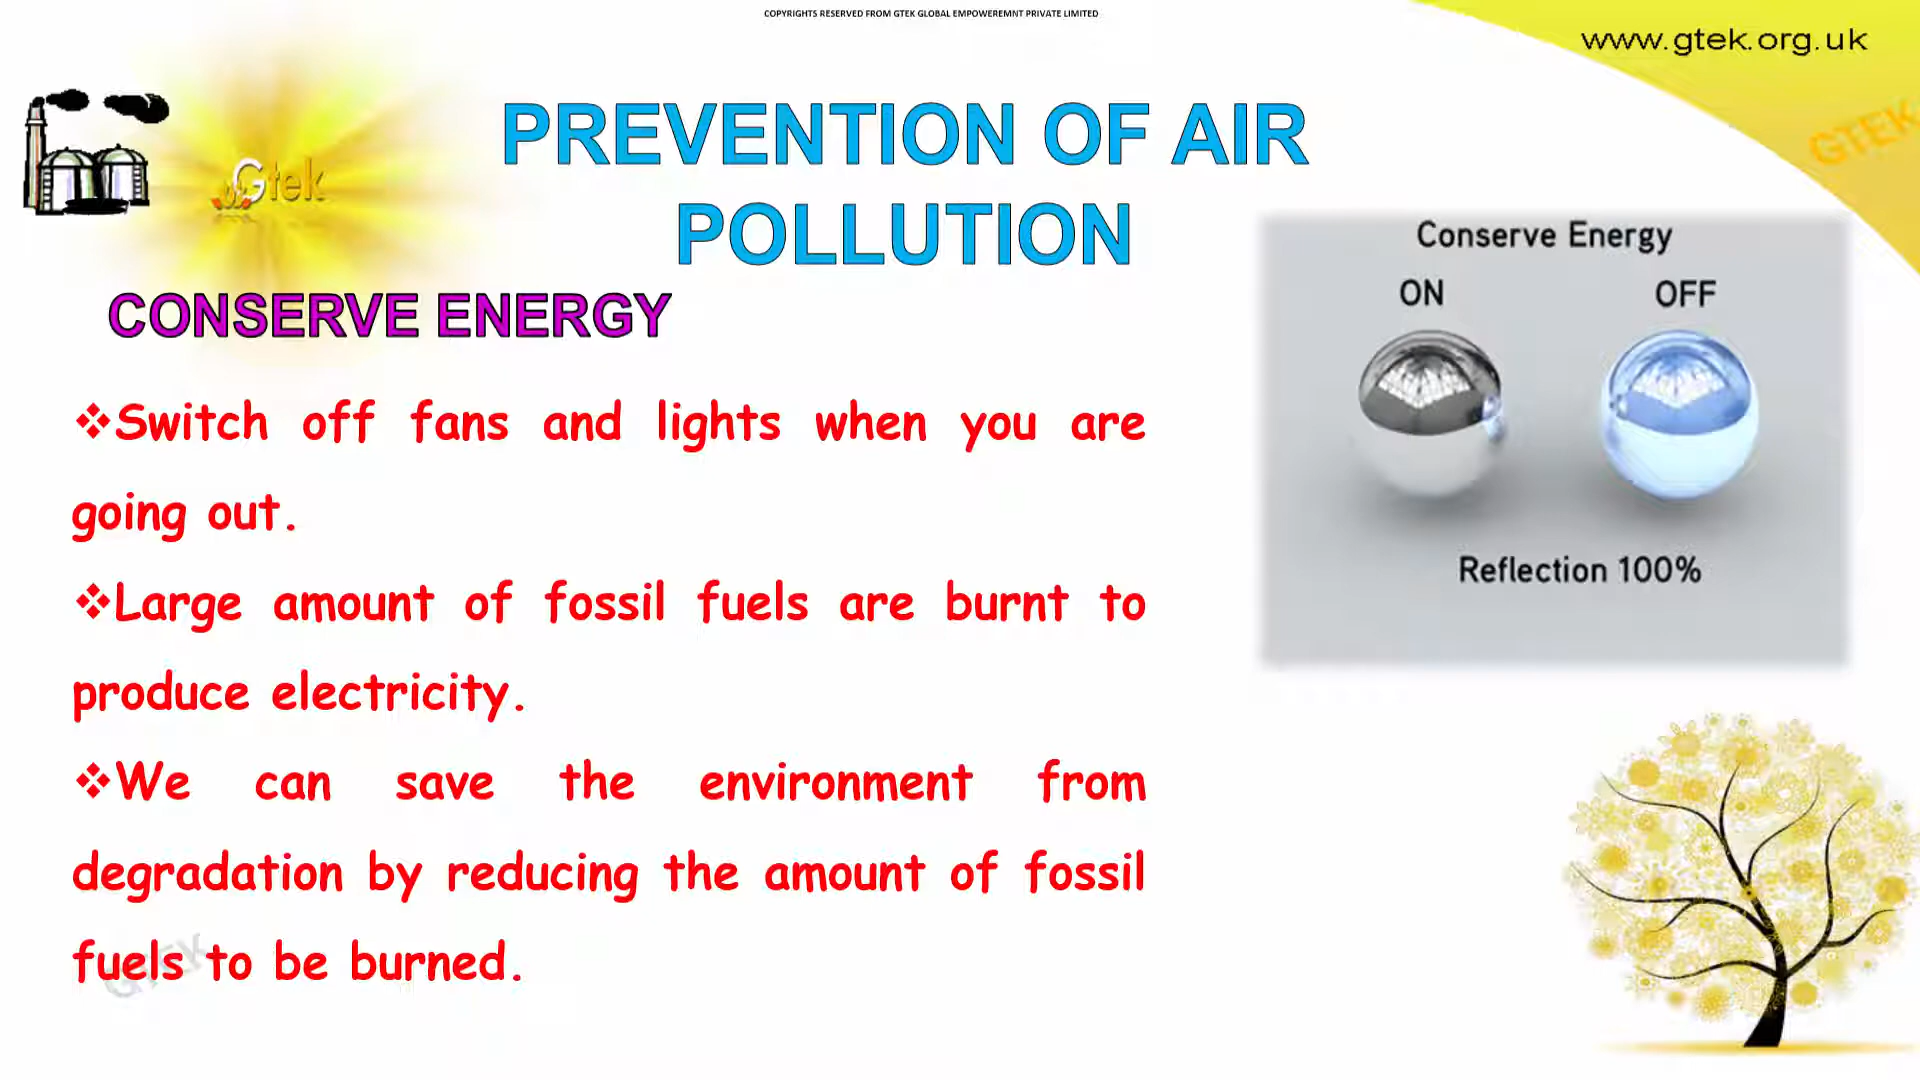 COPYRIGHTS RESERVED FROM GTEK GLOBAL EMPOWEREMNT PRIVATE LIMITED
www.gtek.org.uk
GTEK
Gtek
PREVENTION OF AIR
POLLUTION
CONSERVE ENERGY
Conserve Energy
ON OFF
Reflection 100%
❖Switch off fans and lights when you are
going out.
❖Large amount of fossil fuels are burnt to
produce electricity.
❖We can save the environment from
degradation by reducing the amount of fossil
fuels to be burned.
GTEK